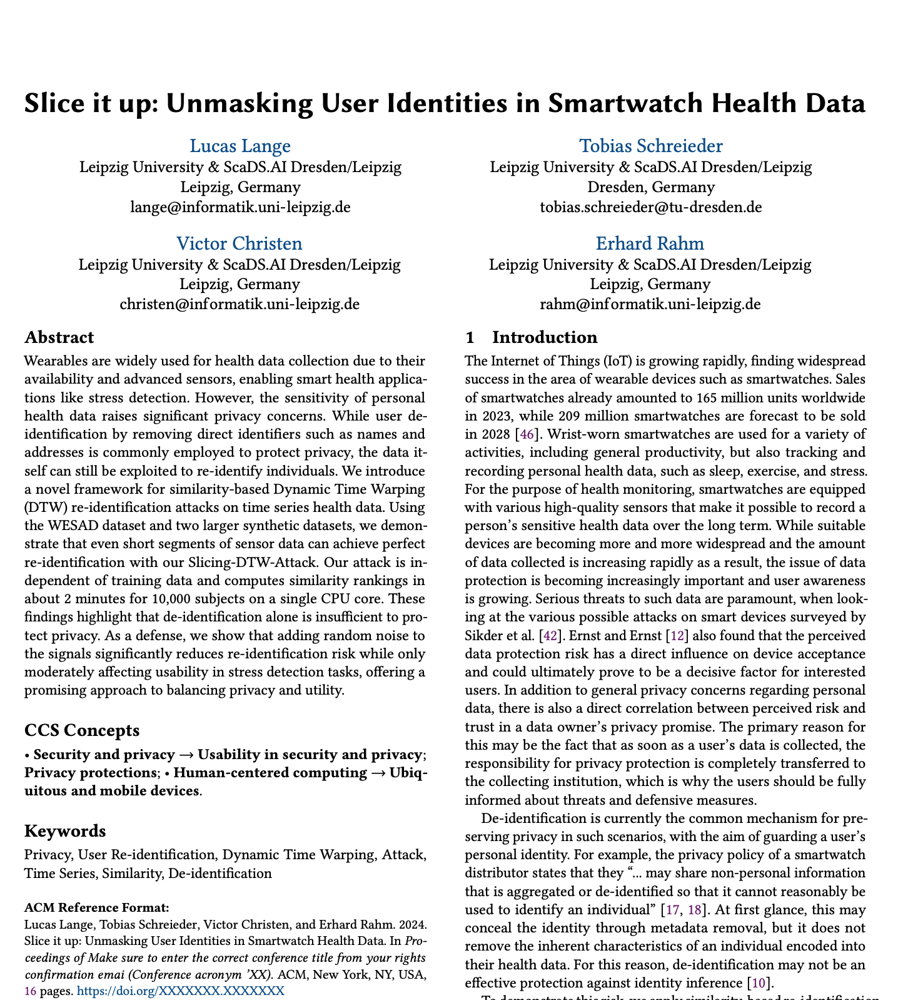 Slice it up: Unmasking User Identities in Smartwatch Health Data
Lucas Lange
Leipzig University & ScaDS.AI Dresden/Leipzig
Leipzig, Germany
lange@informatik.uni-leipzig.de
Tobias Schreieder
Leipzig University & ScaDS.AI Dresden/Leipzig
Dresden, Germany
tobias.schreieder@tu-dresden.de
Victor Christen
Leipzig University & ScaDS.AI Dresden/Leipzig
Leipzig, Germany
christen@informatik.uni-leipzig.de
Erhard Rahm
Leipzig University & ScaDS.AI Dresden/Leipzig
Leipzig, Germany
rahm@informatik.uni-leipzig.de
Abstract
Wearables are widely used for health data collection due to their
availability and advanced sensors, enabling smart health applica-
tions like stress detection. However, the sensitivity of personal
health data raises significant privacy concerns. While user de-
identification by removing direct identifiers such as names and
addresses is commonly employed to protect privacy, the data it-
self can still be exploited to re-identify individuals. We introduce
a novel framework for similarity-based Dynamic Time Warping
(DTW) re-identification attacks on time series health data. Using
the WESAD dataset and two larger synthetic datasets, we demon-
strate that even short segments of sensor data can achieve perfect
re-identification with our Slicing-DTW-Attack. Our attack is in-
dependent of training data and computes similarity rankings in
about 2 minutes for 10,000 subjects on a single CPU core. These
findings highlight that de-identification alone is insufficient to pro-
tect privacy. As a defense, we show that adding random noise to
the signals significantly reduces re-identification risk while only
moderately affecting usability in stress detection tasks, offering a
promising approach to balancing privacy and utility.
CCS Concepts
• Security and privacy → Usability in security and privacy;
Privacy protections; • Human-centered computing → Ubiq-
uitous and mobile devices.
Keywords
Privacy, User Re-identification, Dynamic Time Warping, Attack,
Time Series, Similarity, De-identification
ACM Reference Format:
Lucas Lange, Tobias Schreieder, Victor Christen, and Erhard Rahm. 2024.
Slice it up: Unmasking User Identities in Smartwatch Health Data. In Pro-
ceedings of Make sure to enter the correct conference title from your rights
confirmation emai (Conference acronym ’XX). ACM, New York, NY, USA,
16 pages. https://doi.org/XXXXXXX.XXXXXXX
1 Introduction
The Internet of Things (IoT) is growing rapidly, finding widespread
success in the area of wearable devices such as smartwatches. Sales
of smartwatches already amounted to 165 million units worldwide
in 2023, while 209 million smartwatches are forecast to be sold
in 2028 [46]. Wrist-worn smartwatches are used for a variety of
activities, including general productivity, but also tracking and
recording personal health data, such as sleep, exercise, and stress.
For the purpose of health monitoring, smartwatches are equipped
with various high-quality sensors that make it possible to record a
person’s sensitive health data over the long term. While suitable
devices are becoming more and more widespread and the amount
of data collected is increasing rapidly as a result, the issue of data
protection is becoming increasingly important and user awareness
is growing. Serious threats to such data are paramount, when look-
ing at the various possible attacks on smart devices surveyed by
Sikder et al. [42]. Ernst and Ernst [12] also found that the perceived
data protection risk has a direct influence on device acceptance
and could ultimately prove to be a decisive factor for interested
users. In addition to general privacy concerns regarding personal
data, there is also a direct correlation between perceived risk and
trust in a data owner’s privacy promise. The primary reason for
this may be the fact that as soon as a user’s data is collected, the
responsibility for privacy protection is completely transferred to
the collecting institution, which is why the users should be fully
informed about threats and defensive measures.
De-identification is currently the common mechanism for pre-
serving privacy in such scenarios, with the aim of guarding a user’s
personal identity. For example, the privacy policy of a smartwatch
distributor states that they “... may share non-personal information
that is aggregated or de-identified so that it cannot reasonably be
used to identify an individual” [17, 18]. At first glance, this may
conceal the identity through metadata removal, but it does not
remove the inherent characteristics of an individual encoded into
their health data. For this reason, de-identification may not be an
effective protection against identity inference [10].
To demonstrate this risk, we apply similarity-based re-identification